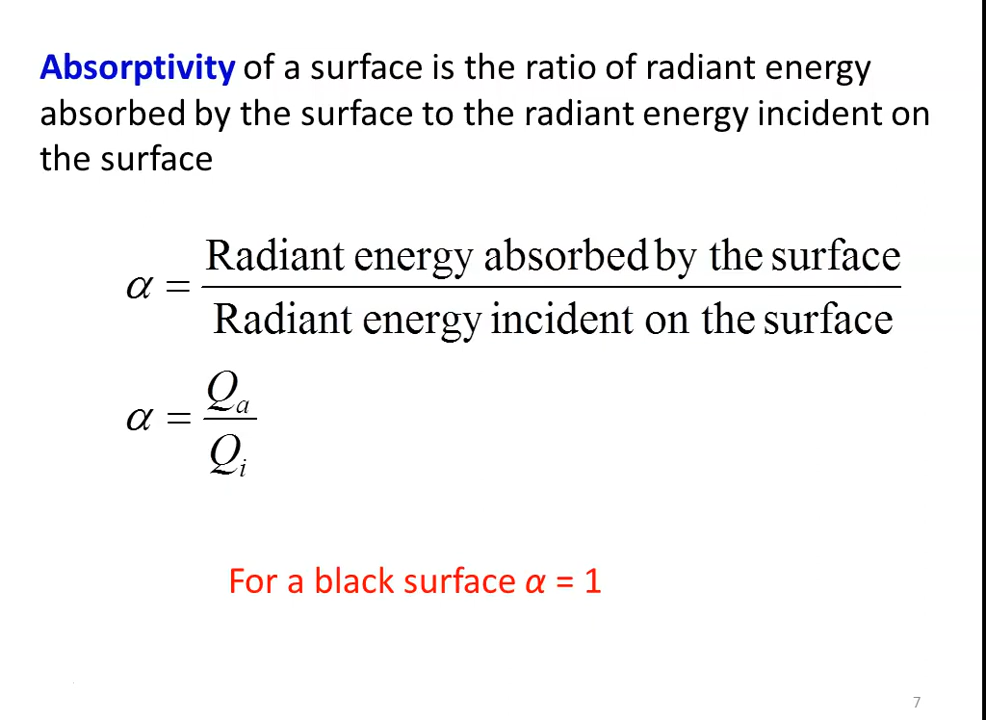 Absorptivity of a surface is the ratio of radiant energy
absorbed by the surface to the radiant energy incident on
the surface
α = Radiant energy absorbed by the surface / Radiant energy incident on the surface
α = Qₐ / Qᵢ
For a black surface α = 1
7